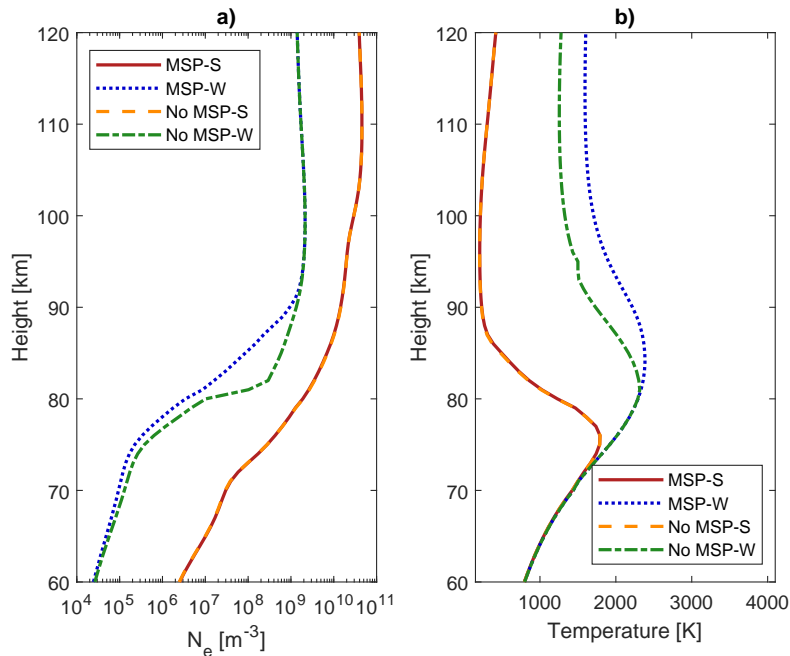 a)
120
110
100
90
80
70
60
Height [km]
MSP-S
MSP-W
No MSP-S
No MSP-W
10^4 10^5 10^6 10^7 10^8 10^9 10^10 10^11
N_e [m^-3]
b)
120
110
100
90
80
70
60
Height [km]
MSP-S
MSP-W
No MSP-S
No MSP-W
1000 2000 3000 4000
Temperature [K]